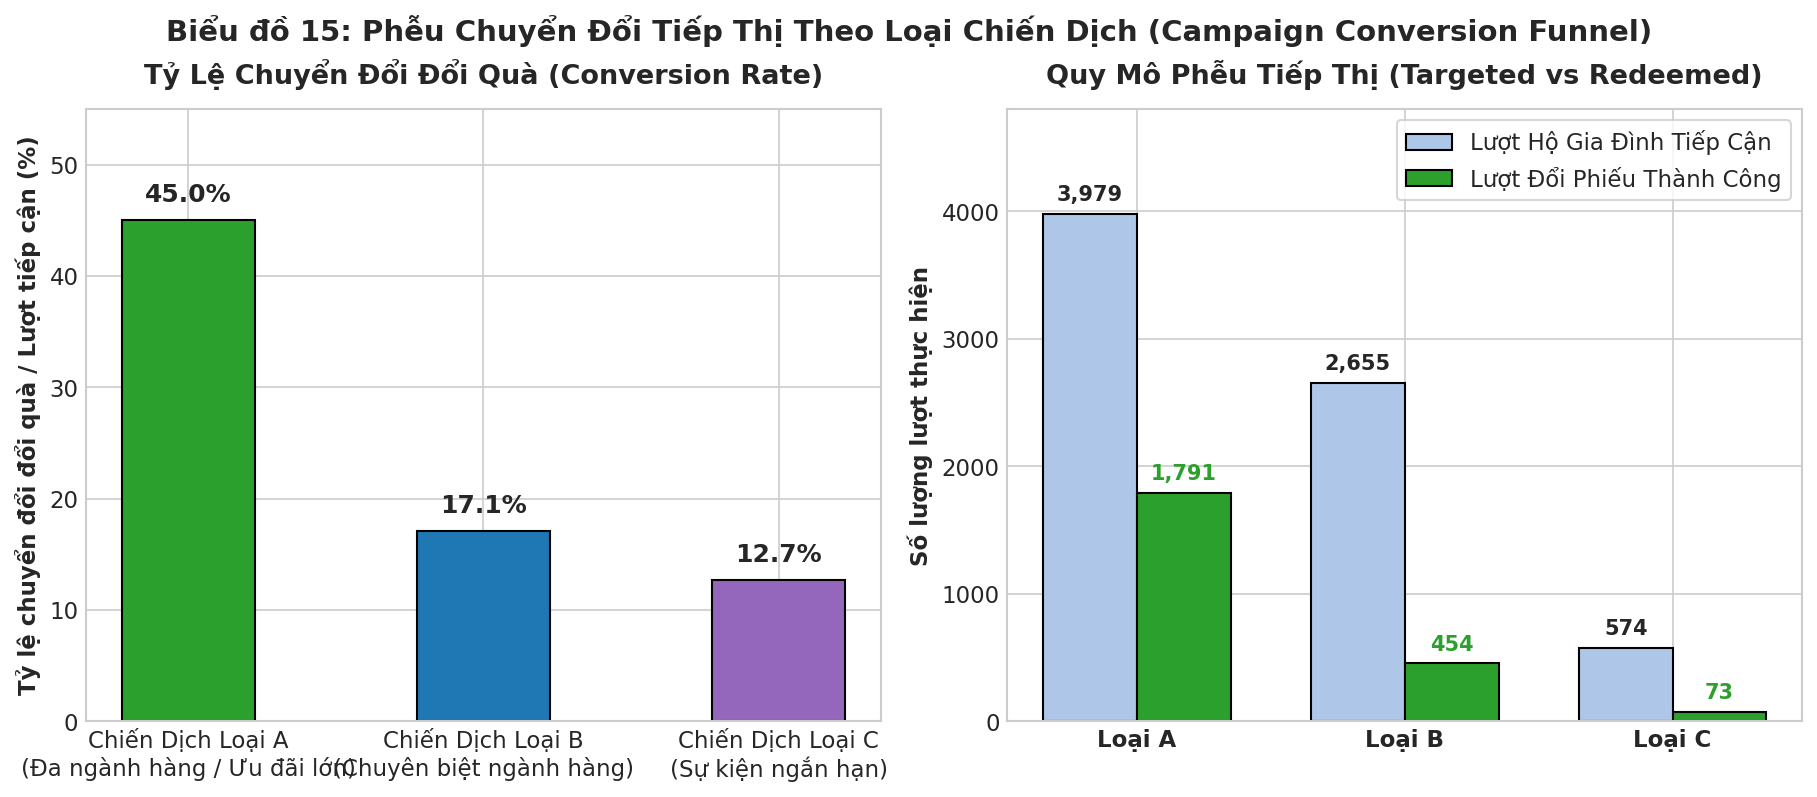 Biểu đồ 15: Phễu Chuyển Đổi Tiếp Thị Theo Loại Chiến Dịch (Campaign Conversion Funnel)
Tỷ Lệ Chuyển Đổi Đổi Quà (Conversion Rate)
Tỷ lệ chuyển đổi đổi quà / Lượt tiếp cận (%)
50
40
30
20
10
0
45.0%
17.1%
12.7%
Chiến Dịch Loại A
(Đa ngành hàng / Ưu đãi lớn)
Chiến Dịch Loại B
(Chuyên biệt ngành hàng)
Chiến Dịch Loại C
(Sự kiện ngắn hạn)
Quy Mô Phễu Tiếp Thị (Targeted vs Redeemed)
Số lượng lượt thực hiện
4000
3000
2000
1000
0
Lượt Hộ Gia Đình Tiếp Cận
Lượt Đổi Phiếu Thành Công
3,979
1,791
2,655
454
574
73
Loại A
Loại B
Loại C